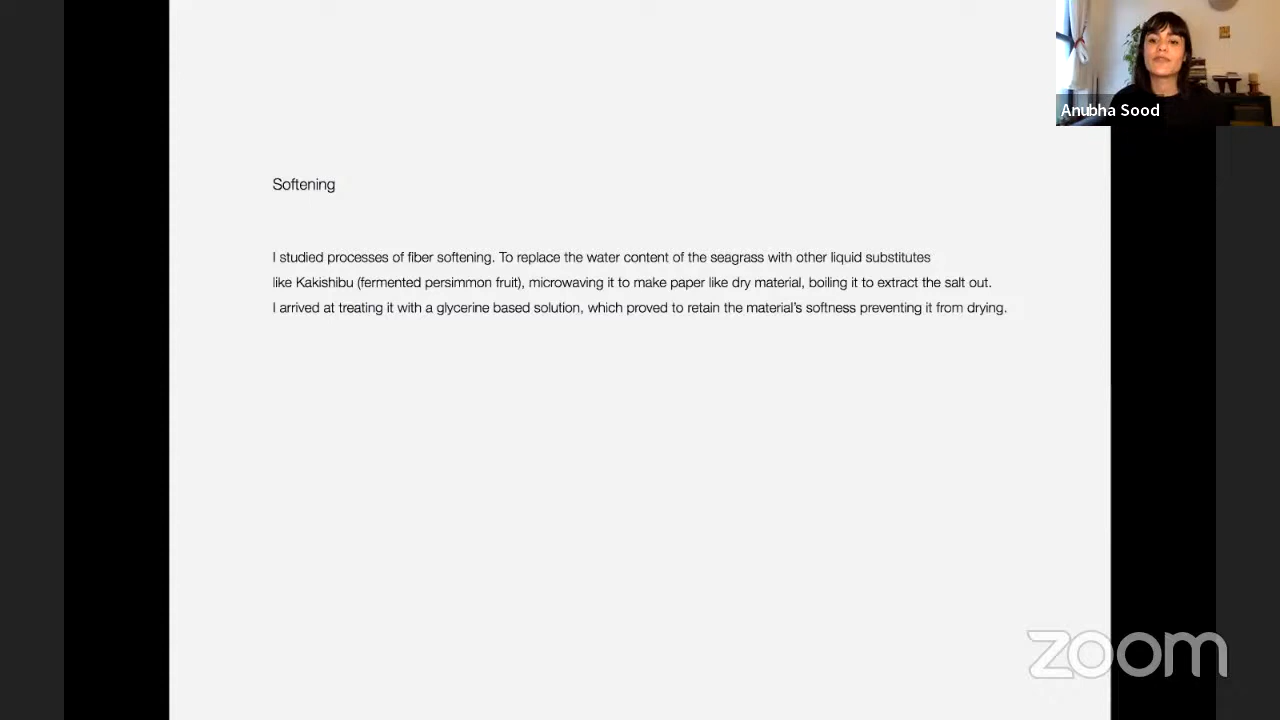 Anubha Sood
Softening
I studied processes of fiber softening. To replace the water content of the seagrass with other liquid substitutes
like Kakishibu (fermented persimmon fruit), microwaving it to make paper like dry material, boiling it to extract the salt out.
I arrived at treating it with a glycerine based solution, which proved to retain the material's softness preventing it from drying.
zoom